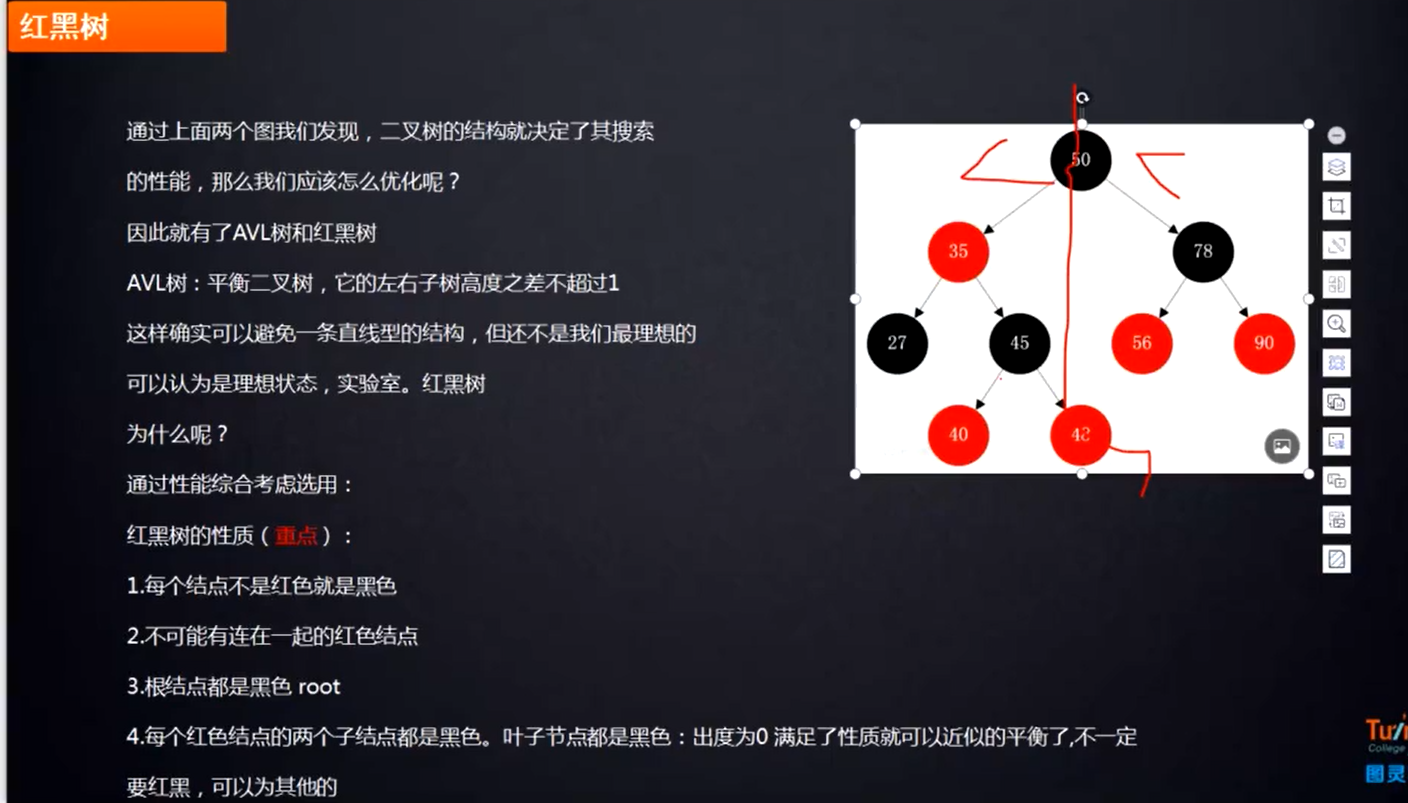 红黑树
通过上面两个图我们发现，二叉树的结构就决定了其搜索
的性能，那么我们应该怎么优化呢？
因此就有了AVL树和红黑树
AVL树：平衡二叉树，它的左右子树高度之差不超过1
这样确实可以避免一条直线型的结构，但还不是我们最理想的
可以认为是理想状态，实验室。红黑树
为什么呢？
通过性能综合考虑选用：
红黑树的性质（重点）：
1.每个结点不是红色就是黑色
2.不可能有连在一起的红色结点
3.根结点都是黑色 root
4.每个红色结点的两个子结点都是黑色。叶子节点都是黑色：出度为0 满足了性质就可以近似的平衡了,不一定
要红黑，可以为其他的
50
35 78
27 45 56 90
40
College
图灵